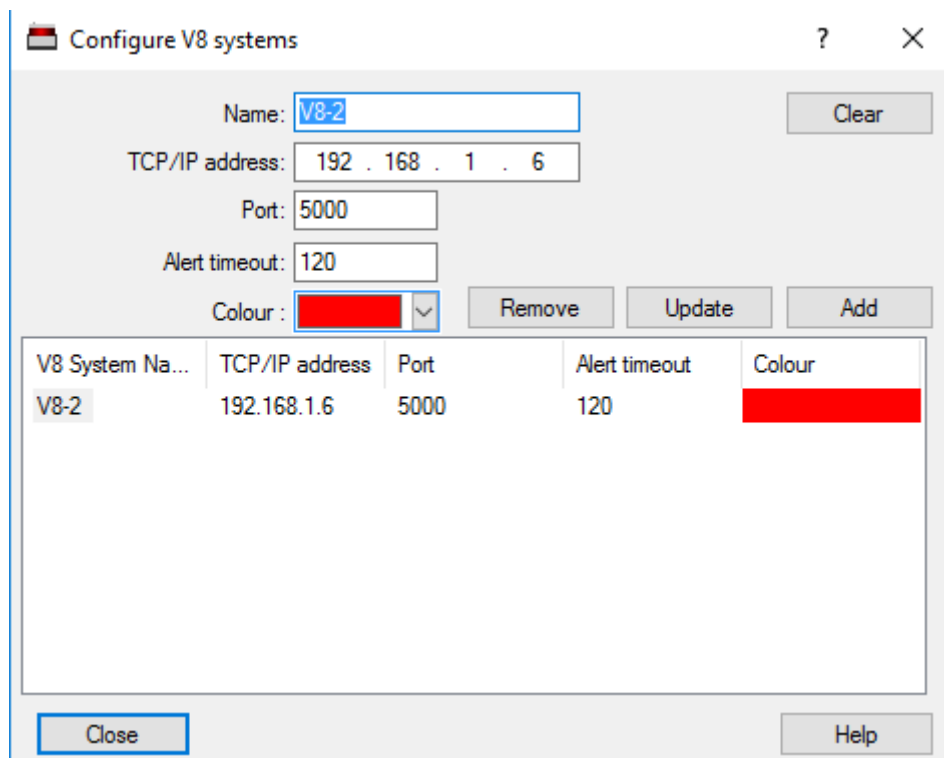 Configure V8 systems ?
Name: V8-2 Clear
TCP/IP address: 192 . 168 . 1 . 6
Port: 5000
Alert timeout: 120
Colour : Remove Update Add
V8 System Na... TCP/IP address Port Alert timeout Colour
V8-2 192.168.1.6 5000 120
Close Help